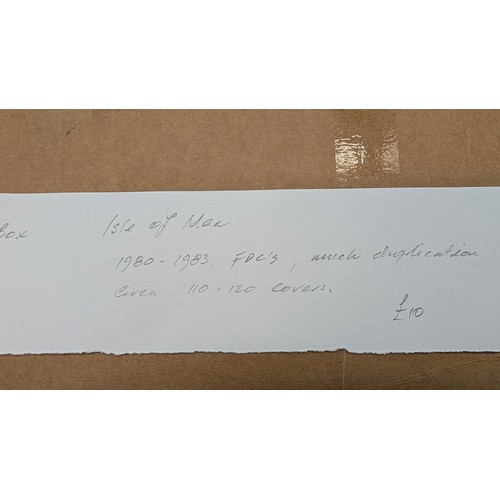 Box Isle of Man
1980 - 1983. FDC's, much duplication
circa 110 - 120 covers.
£10